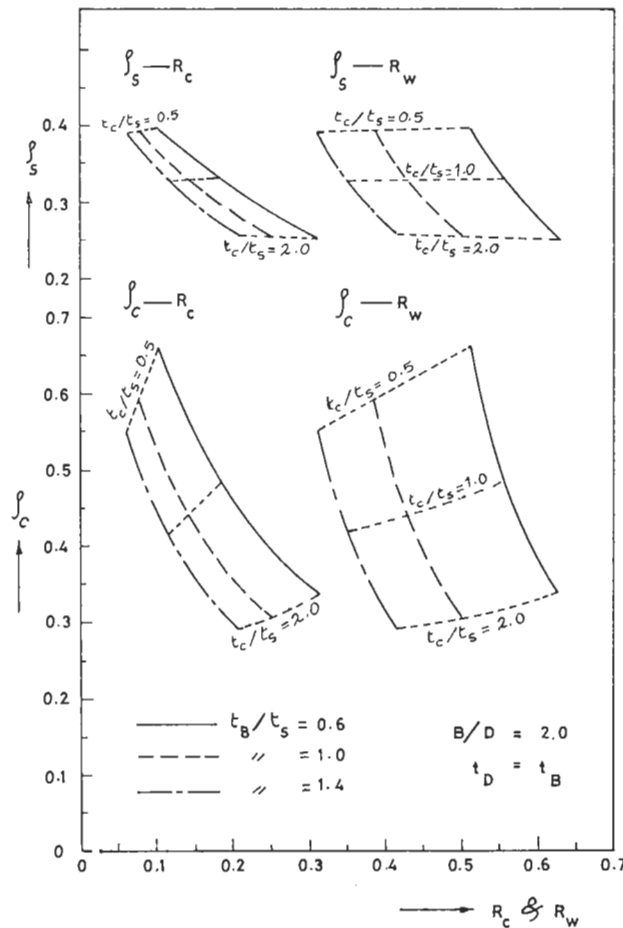 ρs — Rc
ρs — Rw
tc/ts = 0.5
tc/ts = 0.5
tc/ts = 1.0
tc/ts = 2.0
tc/ts = 2.0
ρs
0.4
0.3
0.2
ρc — Rc
ρc — Rw
tc/ts = 0.5
tc/ts = 0.5
tc/ts = 1.0
tc/ts = 2.0
tc/ts = 2.0
ρc
0.7
0.6
0.5
0.4
0.3
0.2
0.1
0
tB/ts = 0.6
〃 = 1.0
〃 = 1.4
B/D = 2.0
tD = tB
0
0.1
0.2
0.3
0.4
0.5
0.6
0.7
Rc & Rw